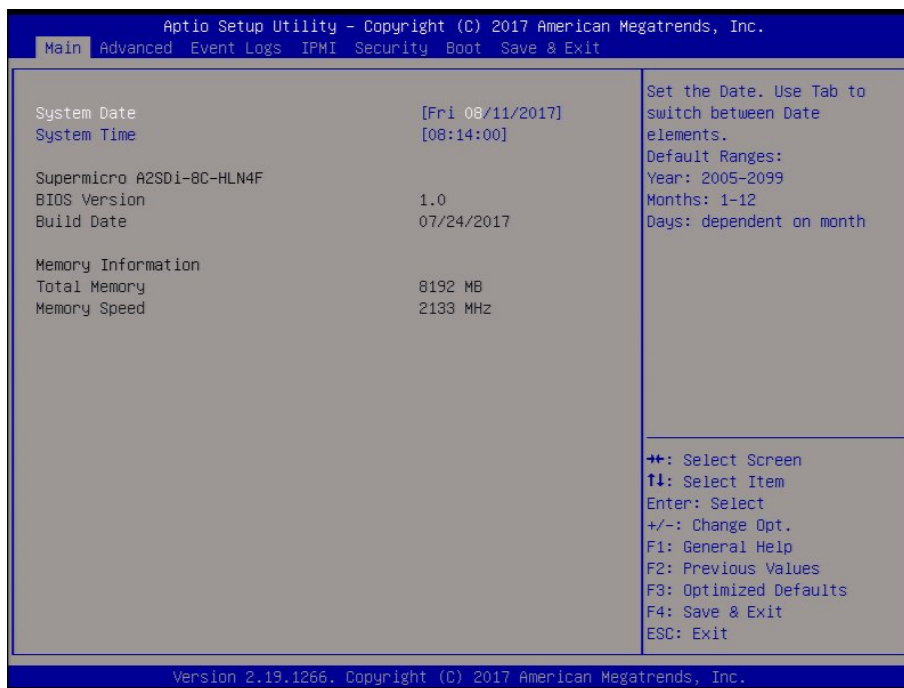 Aptio Setup Utility – Copyright (C) 2017 American Megatrends, Inc.
Main Advanced Event Logs IPMI Security Boot Save & Exit
System Date [Fri 08/11/2017]
System Time [08:14:00]
Supermicro A2SDi-8C-HLN4F
BIOS Version 1.0
Build Date 07/24/2017
Memory Information
Total Memory 8192 MB
Memory Speed 2133 MHz
Set the Date. Use Tab to
switch between Date
elements.
Default Ranges:
Year: 2005-2099
Months: 1-12
Days: dependent on month
→←: Select Screen
↑↓: Select Item
Enter: Select
+/-: Change Opt.
F1: General Help
F2: Previous Values
F3: Optimized Defaults
F4: Save & Exit
ESC: Exit
Version 2.19.1266. Copyright (C) 2017 American Megatrends, Inc.